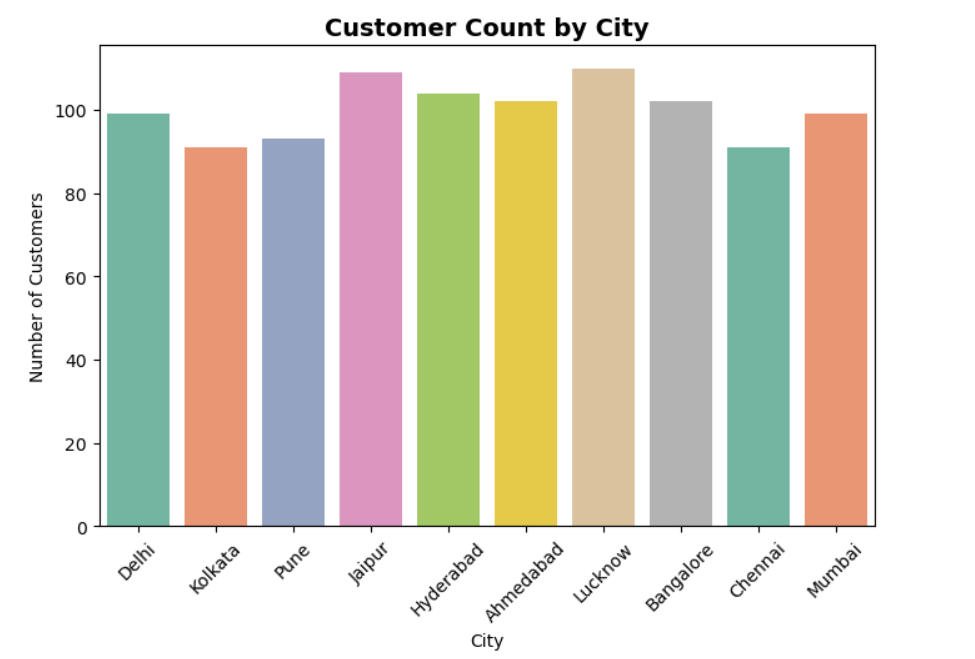 Customer Count by City
Number of Customers
100
80
60
40
20
0
Delhi
Kolkata
Pune
Jaipur
Hyderabad
Ahmedabad
Lucknow
Bangalore
Chennai
Mumbai
City